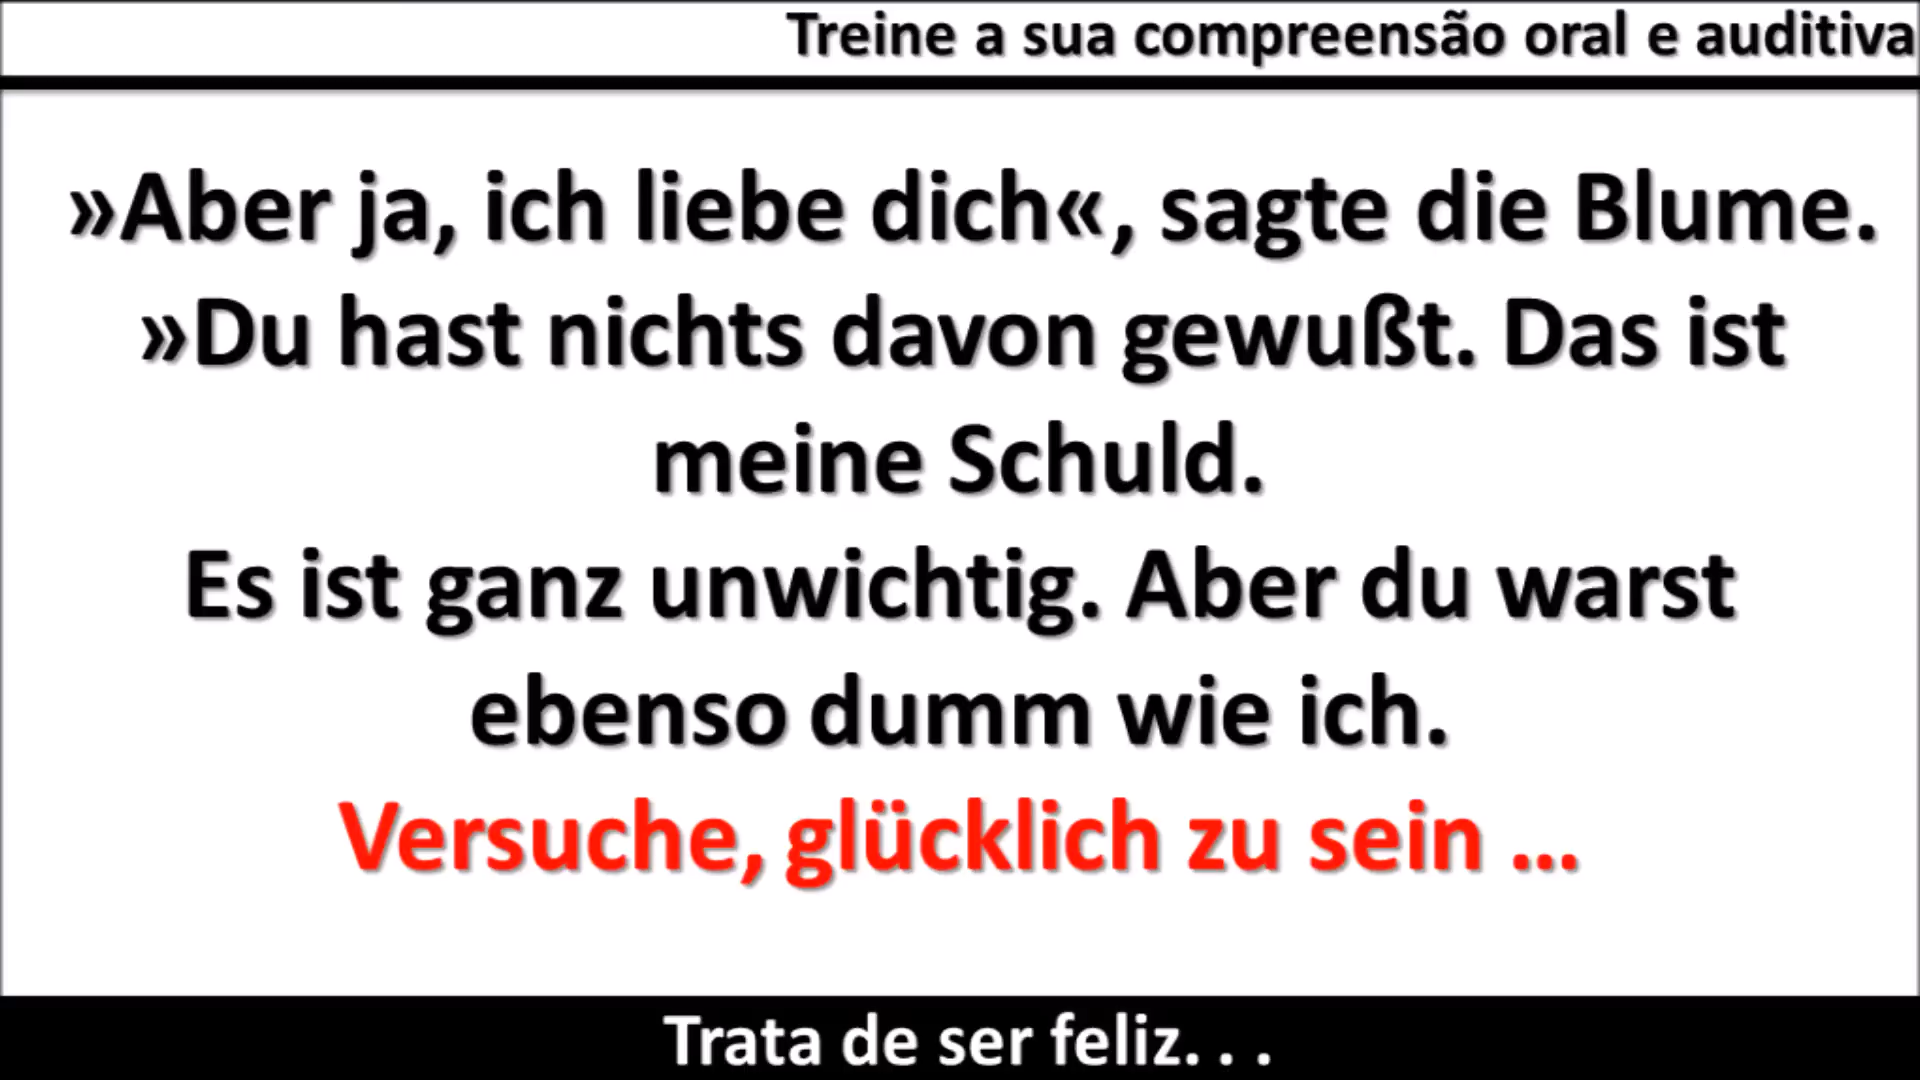 Treine a sua compreensão oral e auditiva
»Aber ja, ich liebe dich«, sagte die Blume.
»Du hast nichts davon gewußt. Das ist
meine Schuld.
Es ist ganz unwichtig. Aber du warst
ebenso dumm wie ich.
Versuche, glücklich zu sein ...
Trata de ser feliz. . .